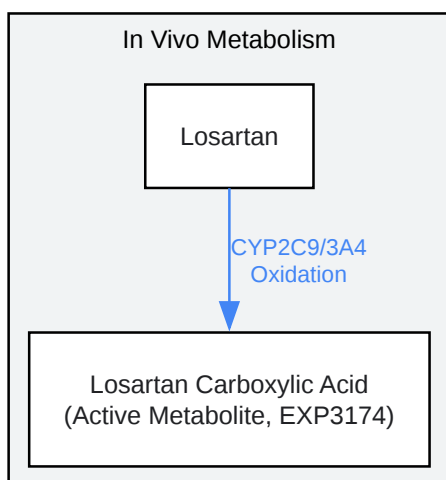 In Vivo Metabolism
Losartan
CYP2C9/3A4
Oxidation
Losartan Carboxylic Acid
(Active Metabolite, EXP3174)